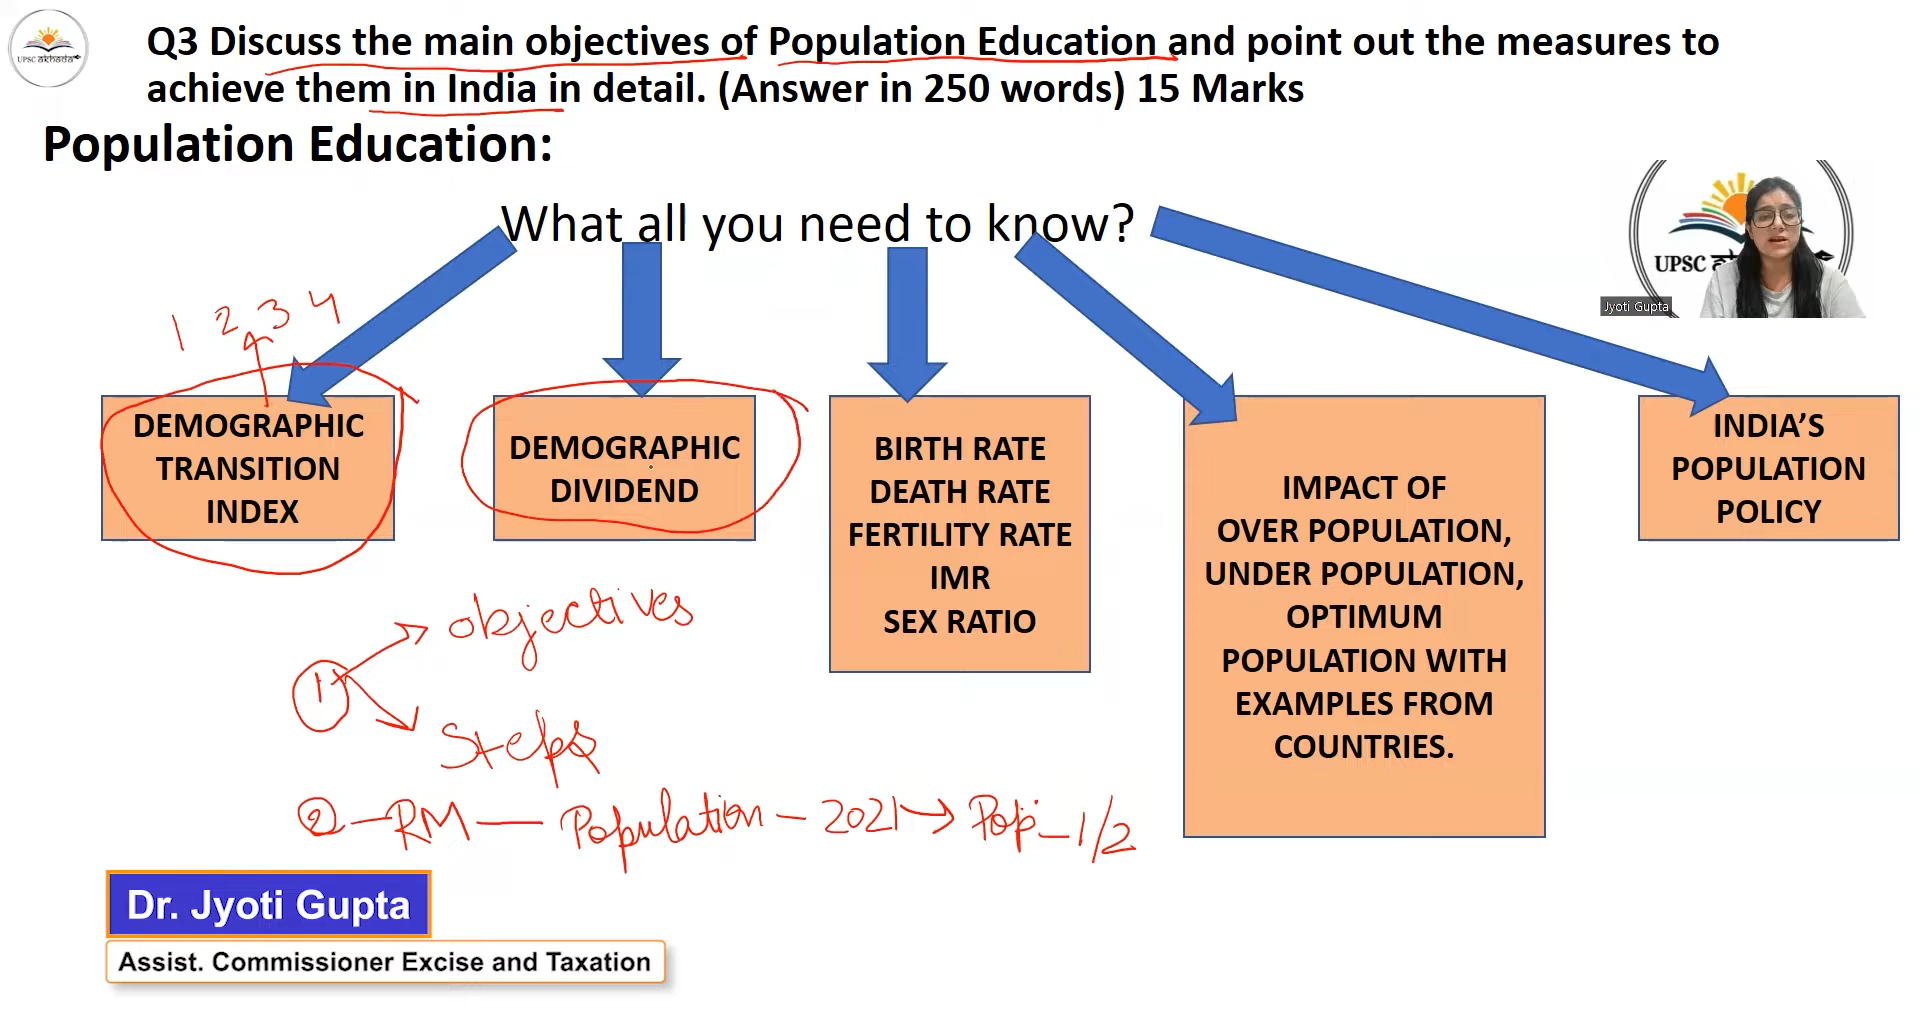 UPSC akhada
Q3 Discuss the main objectives of Population Education and point out the measures to
achieve them in India in detail. (Answer in 250 words) 15 Marks
Population Education:
What all you need to know?
UPSC
Jyoti Gupta
1 2 3 4
DEMOGRAPHIC
TRANSITION
INDEX
DEMOGRAPHIC
DIVIDEND
BIRTH RATE
DEATH RATE
FERTILITY RATE
IMR
SEX RATIO
IMPACT OF
OVER POPULATION,
UNDER POPULATION,
OPTIMUM
POPULATION WITH
EXAMPLES FROM
COUNTRIES.
INDIA'S
POPULATION
POLICY
1 objectives
Steps
2 — RM — Population – 2021 → Pop – 1/2
Dr. Jyoti Gupta
Assist. Commissioner Excise and Taxation